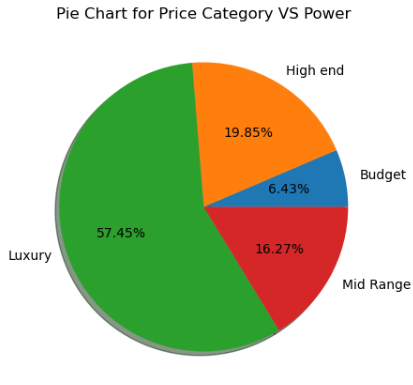 Pie Chart for Price Category VS Power
High end
19.85%
Budget
6.43%
57.45%
Luxury
16.27%
Mid Range